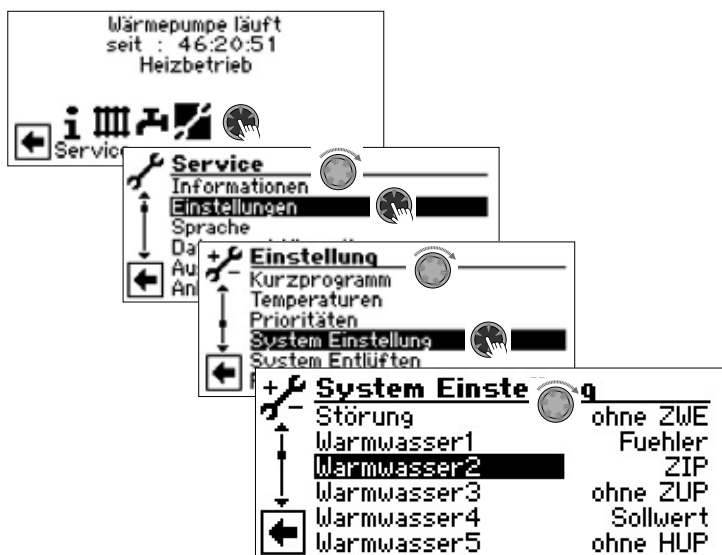 Wärmepumpe läuft
seit : 46:20:51
Heizbetrieb
Service
Service
Informationen
Einstellungen
Sprache
Einstellung
Kurzprogramm
Temperaturen
Prioritäten
System Einstellung
System Entlüften
System
Störung ohne ZWE
Warmwasser1 Fuehler
Warmwasser2 ZIP
Warmwasser3 ohne ZUP
Warmwasser4 Sollwert
Warmwasser5 ohne HUP